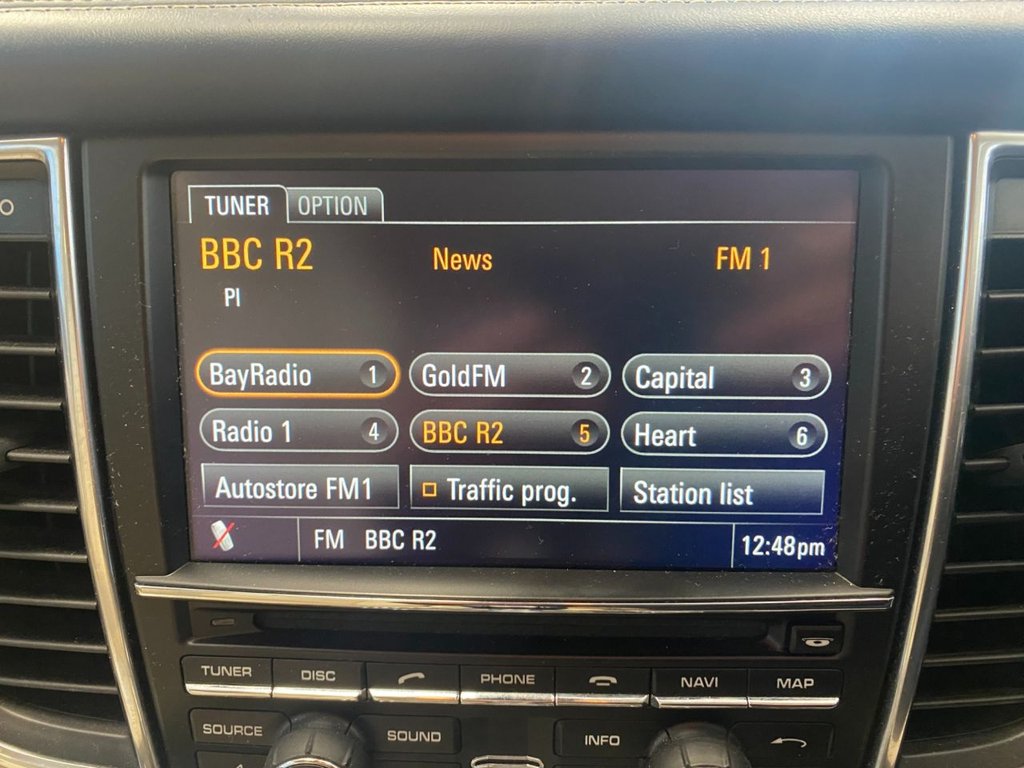 TUNER OPTION
BBC R2 News FM 1
PI
BayRadio 1 GoldFM 2 Capital 3
Radio 1 4 BBC R2 5 Heart 6
Autostore FM1 Traffic prog. Station list
FM BBC R2 12:48pm
TUNER DISC PHONE NAVI MAP
SOURCE SOUND INFO